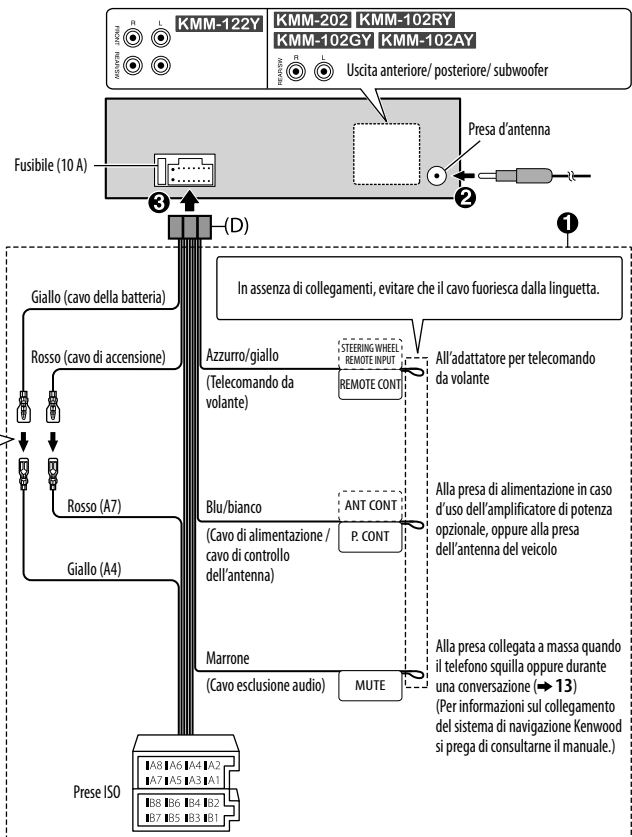 R L
FRONT
REAR/SW
KMM-122Y
KMM-202 KMM-102RY
KMM-102GY KMM-102AY
R L
REAR/SW
Uscita anteriore/ posteriore/ subwoofer
Presa d'antenna
Fusibile (10 A)
3
2
(D)
1
In assenza di collegamenti, evitare che il cavo fuoriesca dalla linguetta.
Giallo (cavo della batteria)
Rosso (cavo di accensione)
Azzurro/giallo
(Telecomando da
volante)
STEERING WHEEL
REMOTE INPUT
REMOTE CONT
All'adattatore per telecomando
da volante
Rosso (A7)
Giallo (A4)
Blu/bianco
(Cavo di alimentazione /
cavo di controllo
dell'antenna)
ANT CONT
P. CONT
Alla presa di alimentazione in caso
d'uso dell'amplificatore di potenza
opzionale, oppure alla presa
dell'antenna del veicolo
Marrone
(Cavo esclusione audio)
MUTE
Alla presa collegata a massa quando
il telefono squilla oppure durante
una conversazione (➜ 13)
(Per informazioni sul collegamento
del sistema di navigazione Kenwood
si prega di consultarne il manuale.)
Prese ISO
A8 A6 A4 A2
A7 A5 A3 A1
B8 B6 B4 B2
B7 B5 B3 B1